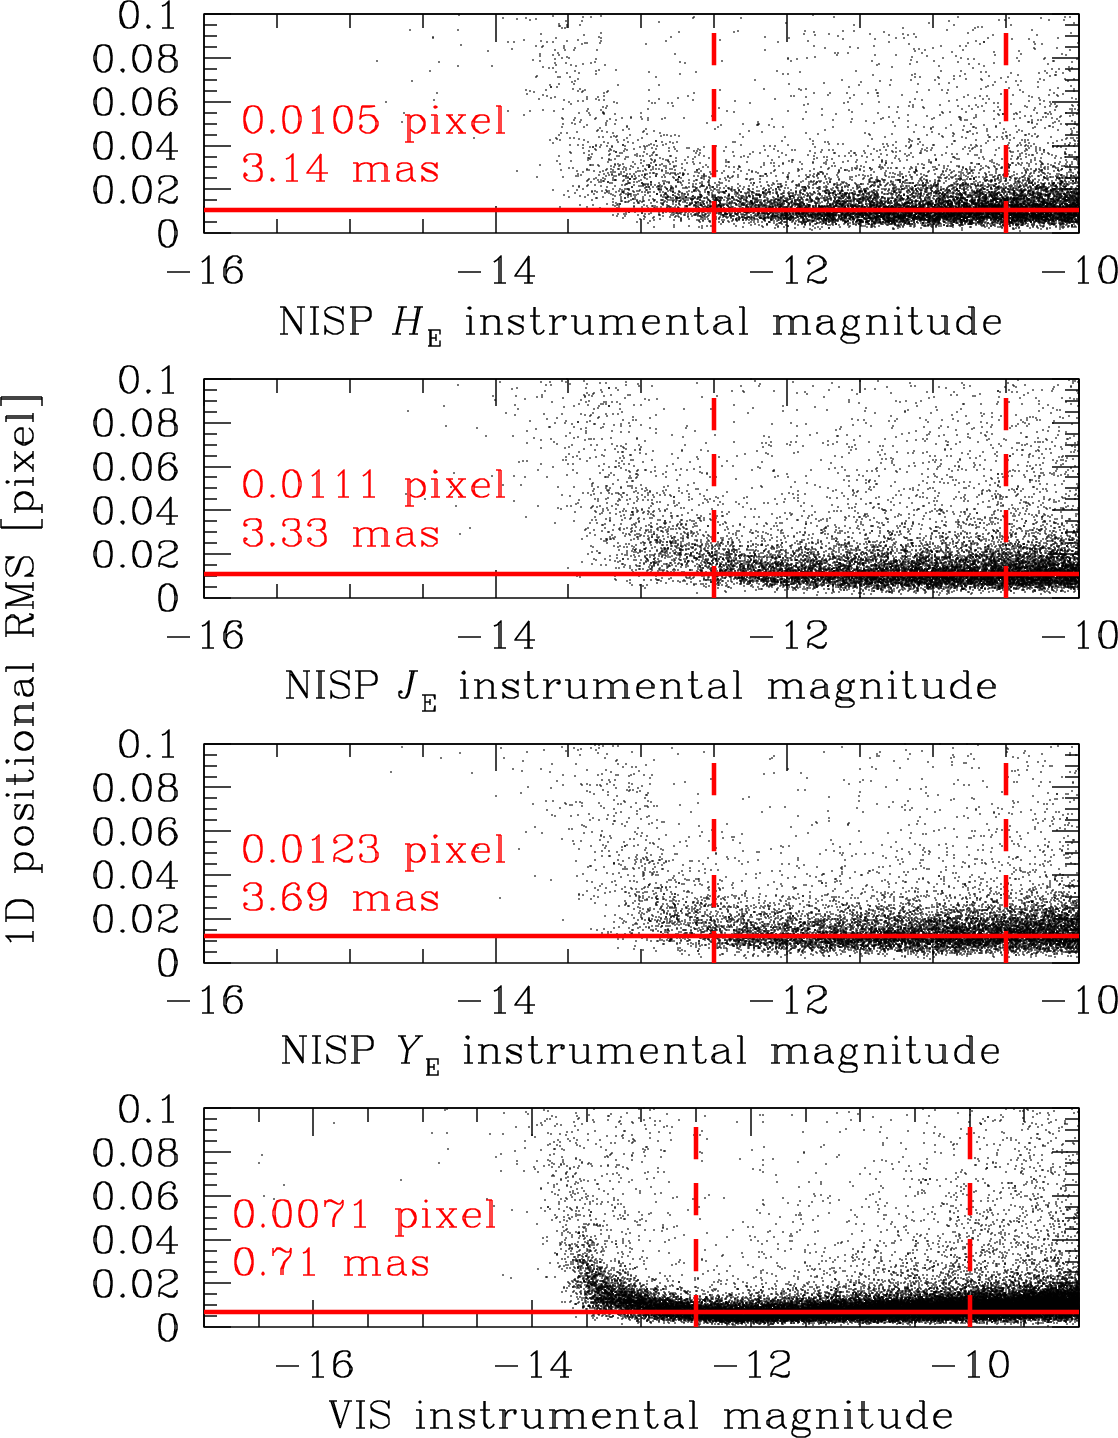 1D positional RMS [pixel]
0.1
0.08
0.06
0.04
0.02
0
0.0105 pixel
3.14 mas
−16 −14 −12 −10
NISP HE instrumental magnitude
0.1
0.08
0.06
0.04
0.02
0
0.0111 pixel
3.33 mas
−16 −14 −12 −10
NISP JE instrumental magnitude
0.1
0.08
0.06
0.04
0.02
0
0.0123 pixel
3.69 mas
−16 −14 −12 −10
NISP YE instrumental magnitude
0.1
0.08
0.06
0.04
0.02
0
0.0071 pixel
0.71 mas
−16 −14 −12 −10
VIS instrumental magnitude